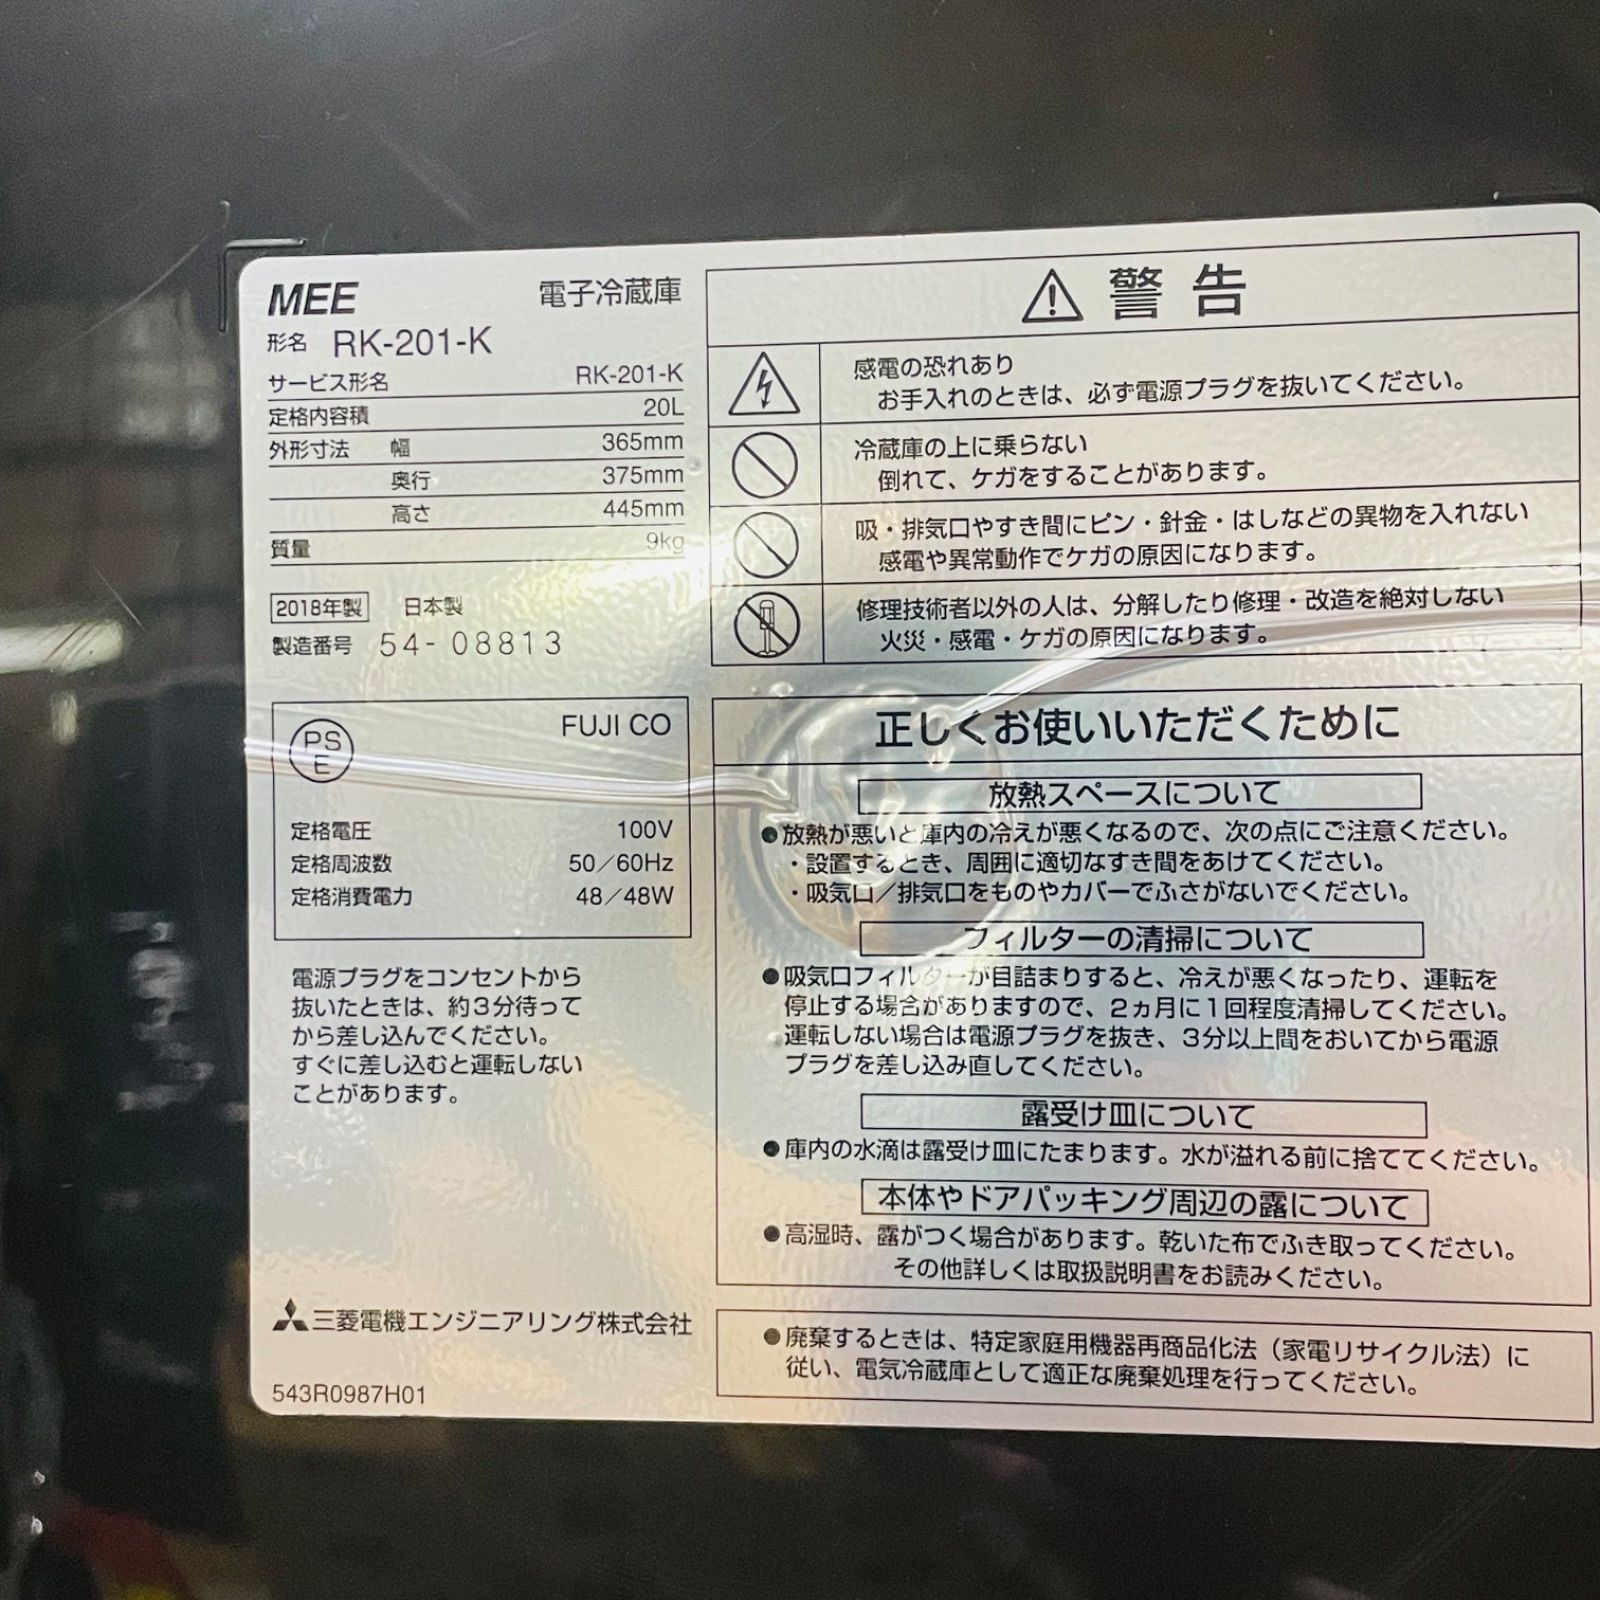 MEE 電子冷蔵庫
形名 RK-201-K
サービス形名 RK-201-K
定格内容積 20L
外形寸法 幅 365mm
奥行 375mm
高さ 445mm
質量 9kg
2018年製 日本製
製造番号 54-08813
PSE FUJI CO
定格電圧 100V
定格周波数 50/60Hz
定格消費電力 48/48W
電源プラグをコンセントから
抜いたときは、約3分待って
から差し込んでください。
すぐに差し込むと運転しない
ことがあります。
三菱電機エンジニアリング株式会社
543R0987H01
警告
感電の恐れあり
お手入れのときは、必ず電源プラグを抜いてください。
冷蔵庫の上に乗らない
倒れて、ケガをすることがあります。
吸・排気口やすき間にピン・針金・はしなどの異物を入れない
感電や異常動作でケガの原因になります。
修理技術者以外の人は、分解したり修理・改造を絶対しない
火災・感電・ケガの原因になります。
正しくお使いいただくために
放熱スペースについて
●放熱が悪いと庫内の冷えが悪くなるので、次の点にご注意ください。
・設置するとき、周囲に適切なすき間をあけてください。
・吸気口/排気口をものやカバーでふさがないでください。
フィルターの清掃について
●吸気口フィルターが目詰まりすると、冷えが悪くなったり、運転を
停止する場合がありますので、2ヵ月に1回程度清掃してください。
運転しない場合は電源プラグを抜き、3分以上間をおいてから電源
プラグを差し込み直してください。
露受け皿について
●庫内の水滴は露受け皿にたまります。水が溢れる前に捨ててください。
本体やドアパッキング周辺の露について
●高湿時、露がつく場合があります。乾いた布でふき取ってください。
その他詳しくは取扱説明書をお読みください。
●廃棄するときは、特定家庭用機器再商品化法（家電リサイクル法）に
従い、電気冷蔵庫として適正な廃棄処理を行ってください。